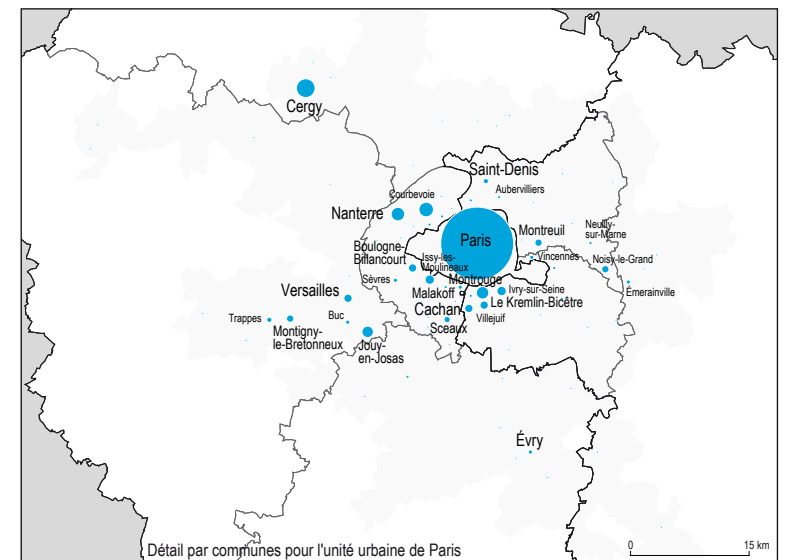 Cergy
Saint-Denis
Courbevoie
Aubervilliers
Nanterre
Paris
Montreuil
Neuilly-
sur-Marne
Boulogne-
Billancourt
Issy-les-
Moulineaux
Vincennes
Noisy-le-Grand
Sèvres
Montrouge
Versailles
Malakoff
Ivry-sur-Seine
Émerainville
Le Kremlin-Bicêtre
Cachan
Trappes
Buc
Villejuif
Montigny-
le-Bretonneux
Sceaux
Jouy-
en-Josas
Évry
0 15 km
Détail par communes pour l'unité urbaine de Paris